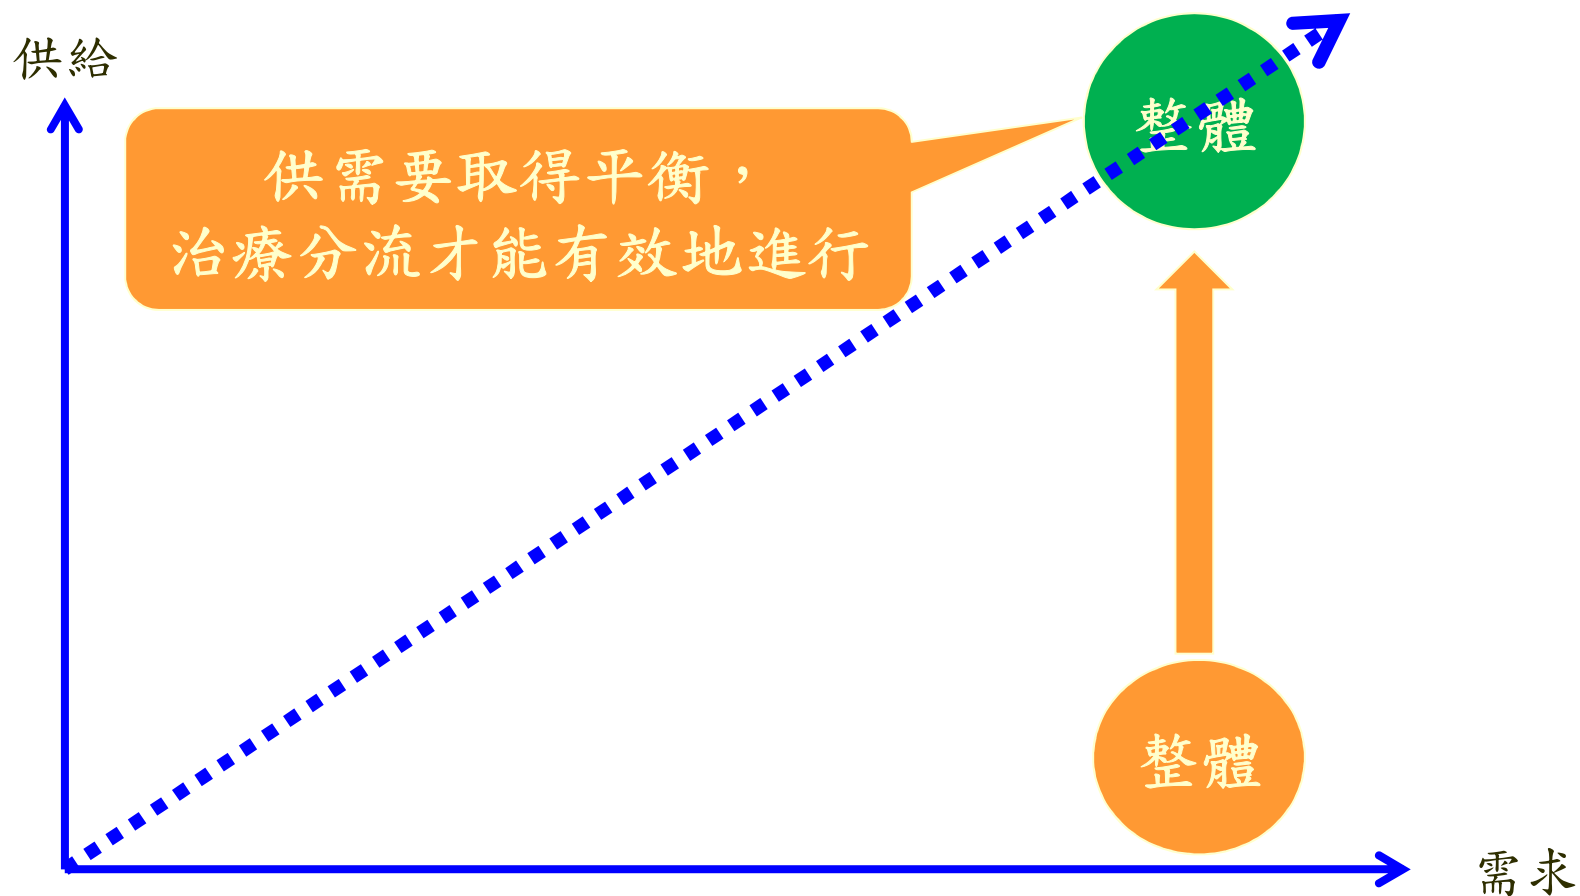 供給
整體
供需要取得平衡，
治療分流才能有效地進行
整體
需求